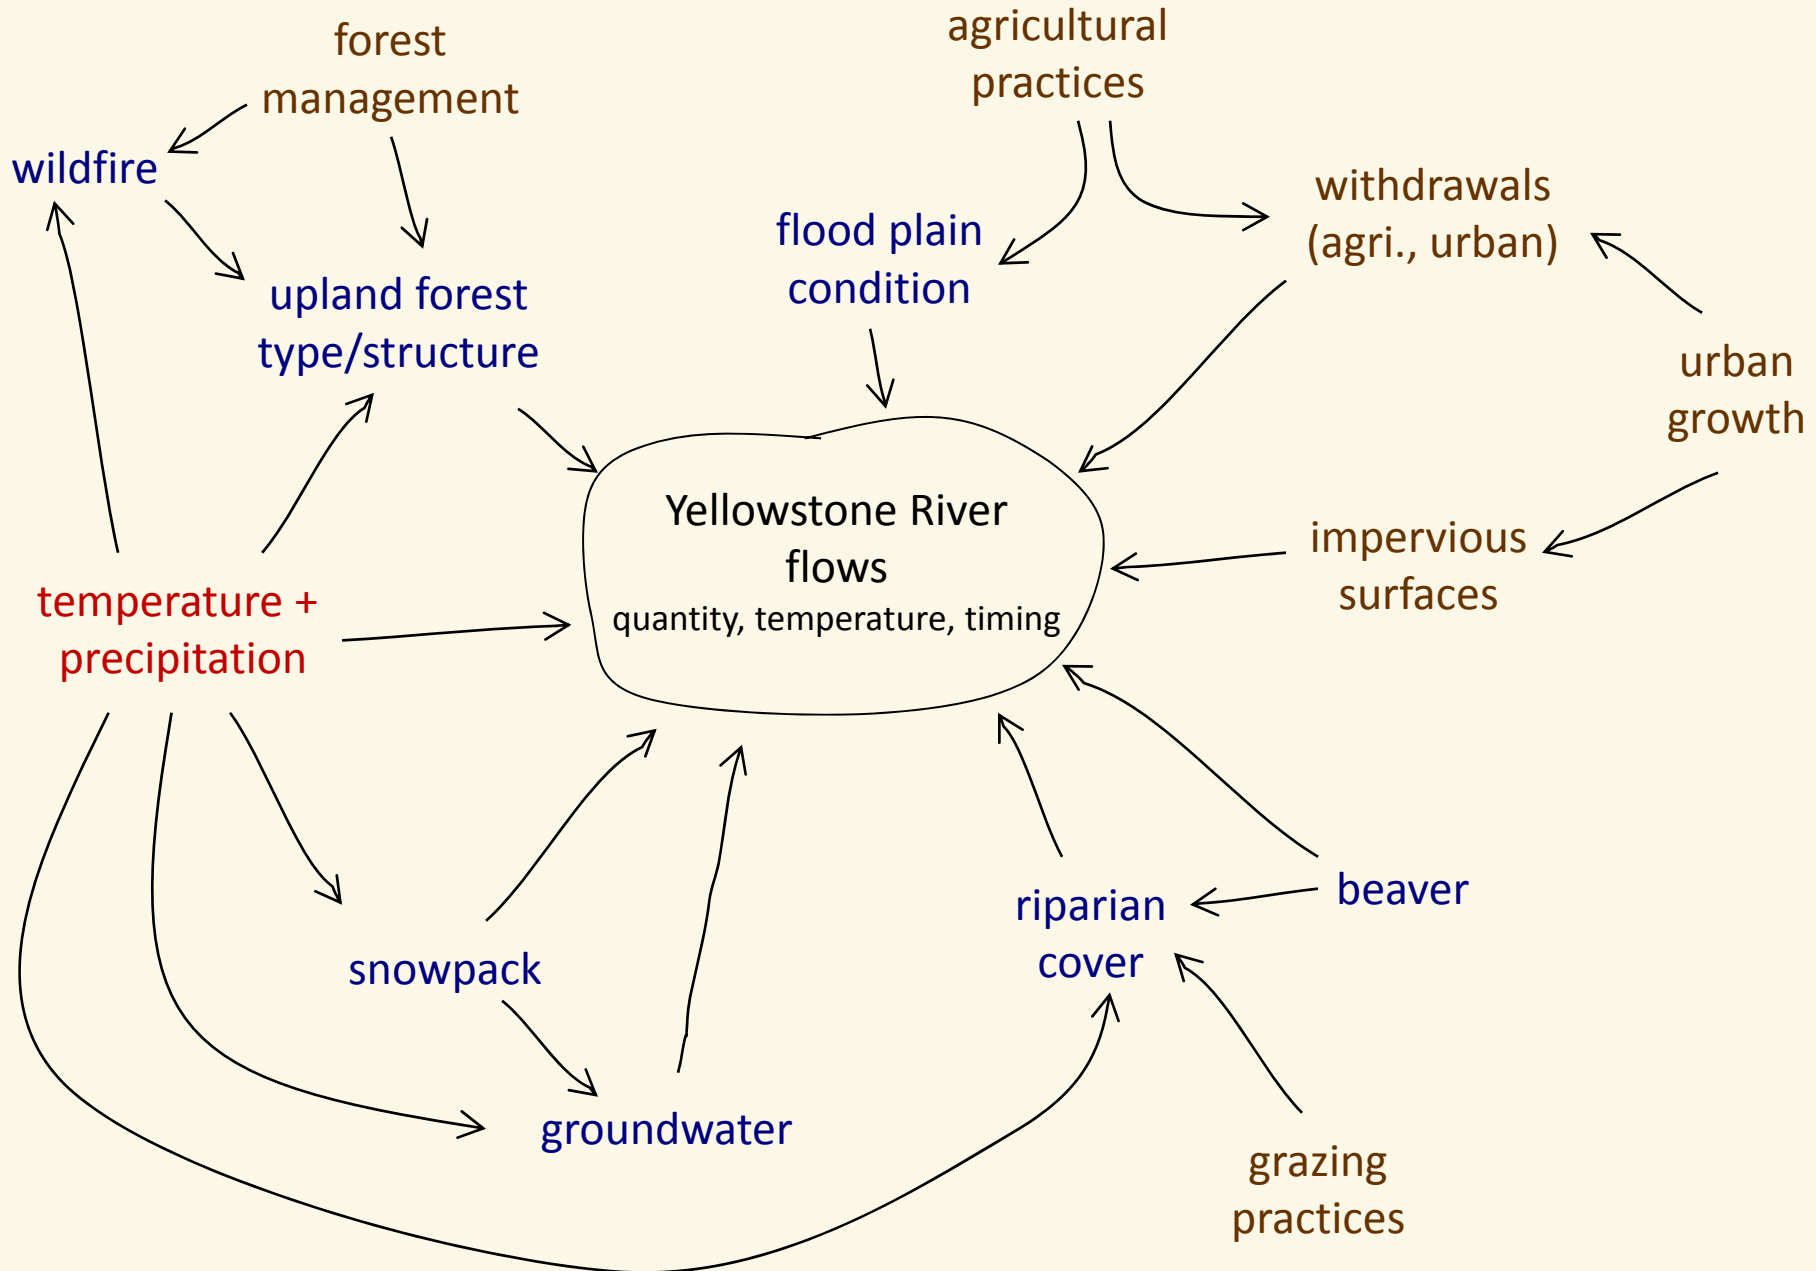 forest
management
agricultural
practices
wildfire
withdrawals
(agri., urban)
flood plain
condition
upland forest
type/structure
urban
growth
Yellowstone River
flows
quantity, temperature, timing
impervious
surfaces
temperature +
precipitation
riparian
cover
beaver
snowpack
groundwater
grazing
practices